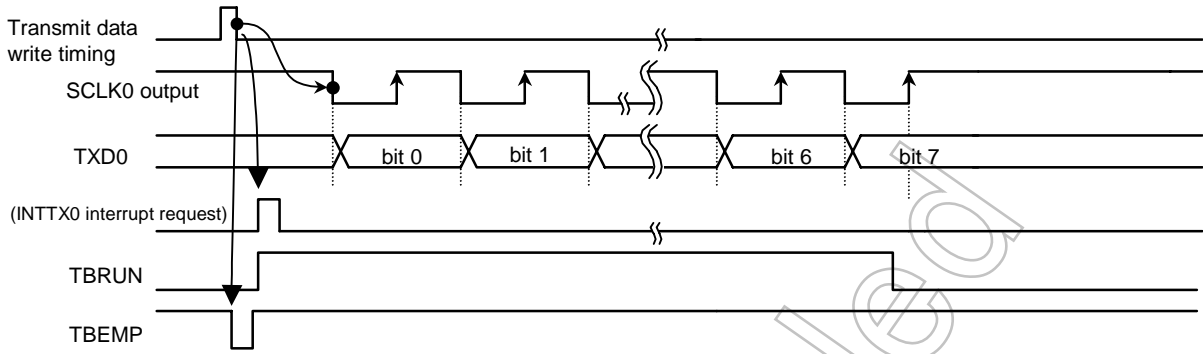 Transmit data
write timing
SCLK0 output
TXD0
bit 0
bit 1
bit 6
bit 7
(INTTX0 interrupt request)
TBRUN
TBEMP
led